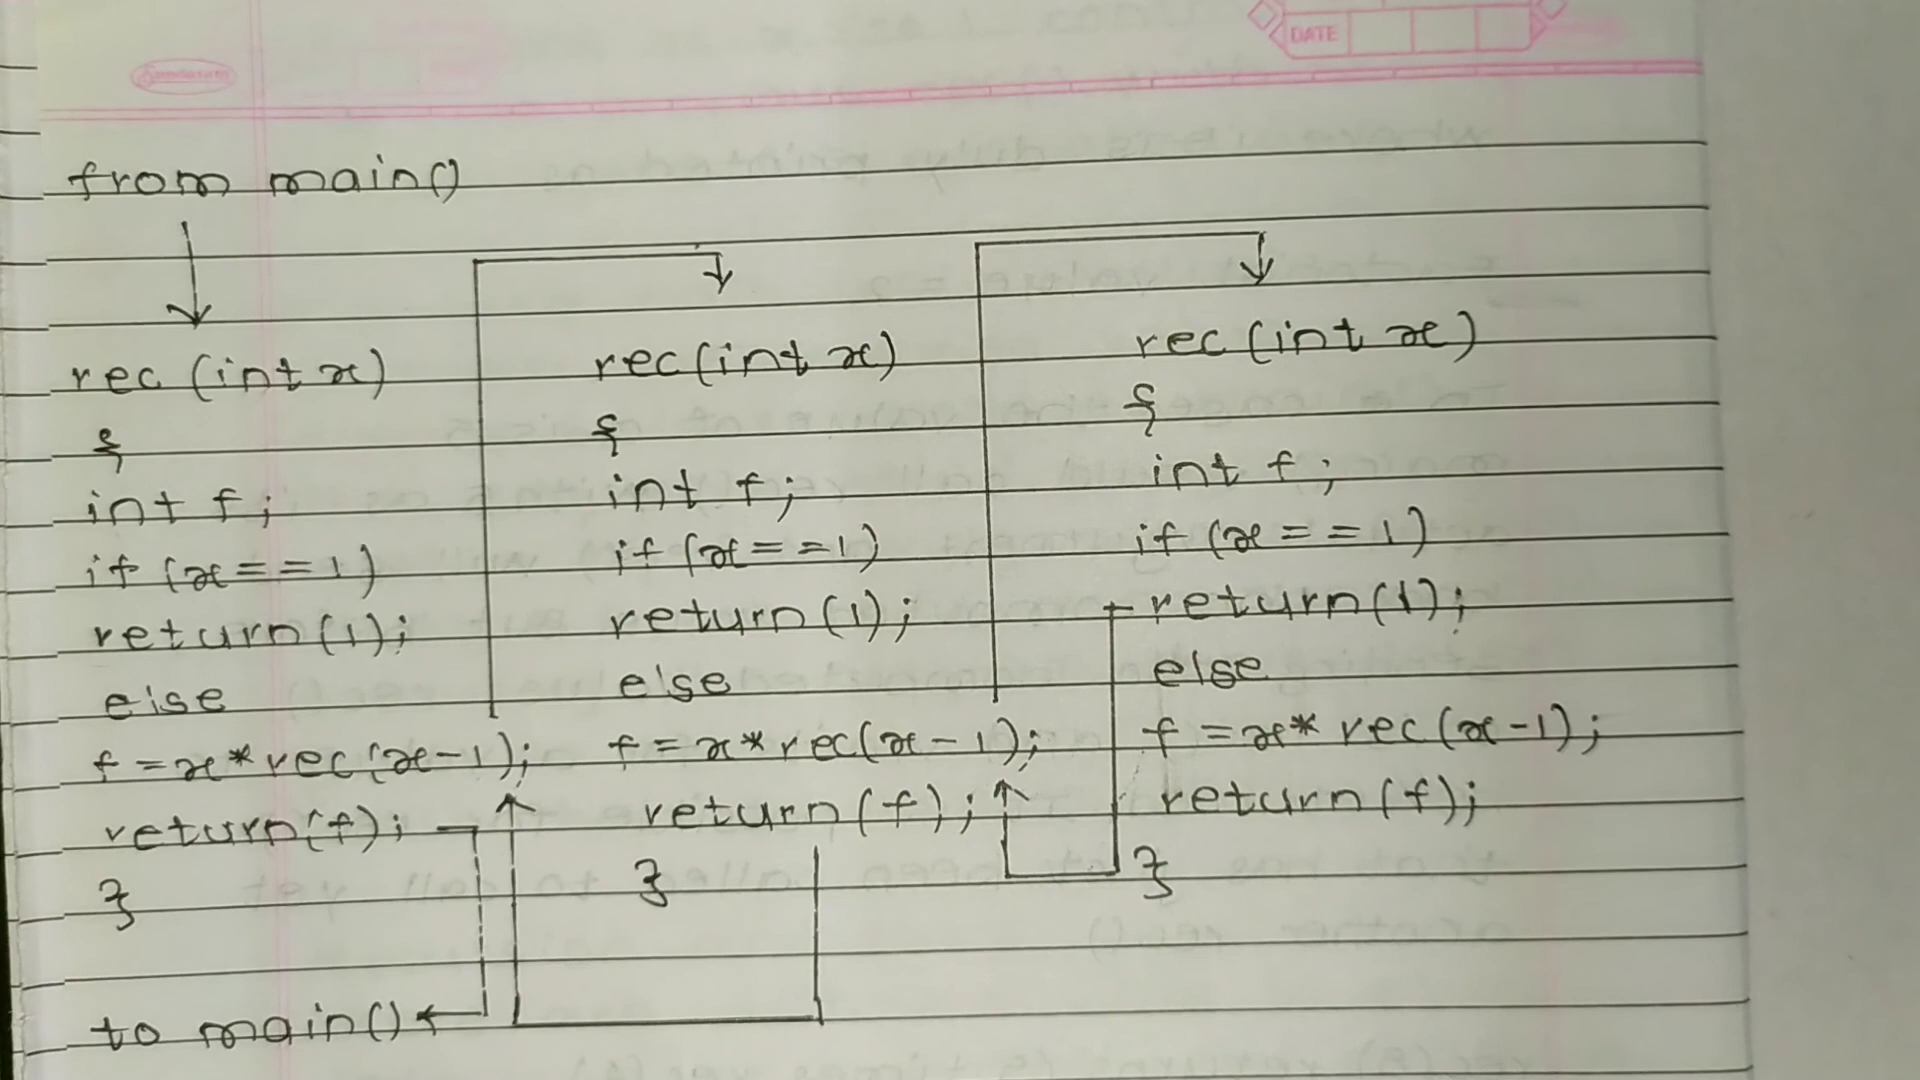 DATE
from main()
rec (int x)
{
int f;
if (x==1)
return(1);
else
f=x*rec(x-1);
return(f);
}
to main()
rec(int x)
{
int f;
if (x==1)
return(1);
else
f=x*rec(x-1);
return(f);
}
rec (int x)
{
int f;
if (x==1)
return(1);
else
f=x* rec(x-1);
return(f);
}